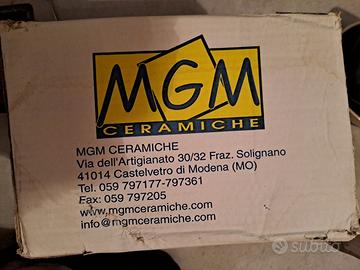 MGM
CERAMICHE
MGM CERAMICHE
Via dell'Artigianato 30/32 Fraz. Solignano
41014 Castelvetro di Modena (MO)
Tel. 059 797177-797361
Fax: 059 797205
www.mgmceramiche.com
info@mgmceramiche.com
subito